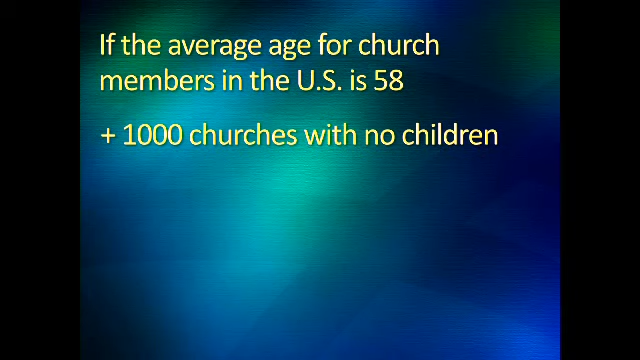 If the average age for church
members in the U.S. is 58
+ 1000 churches with no children